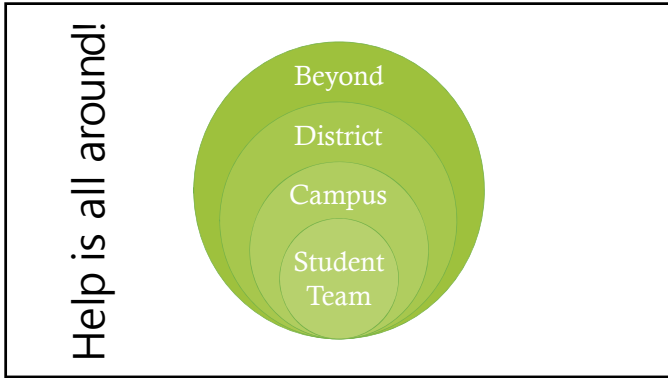 Help is all around!
Beyond
District
Campus
Student
Team